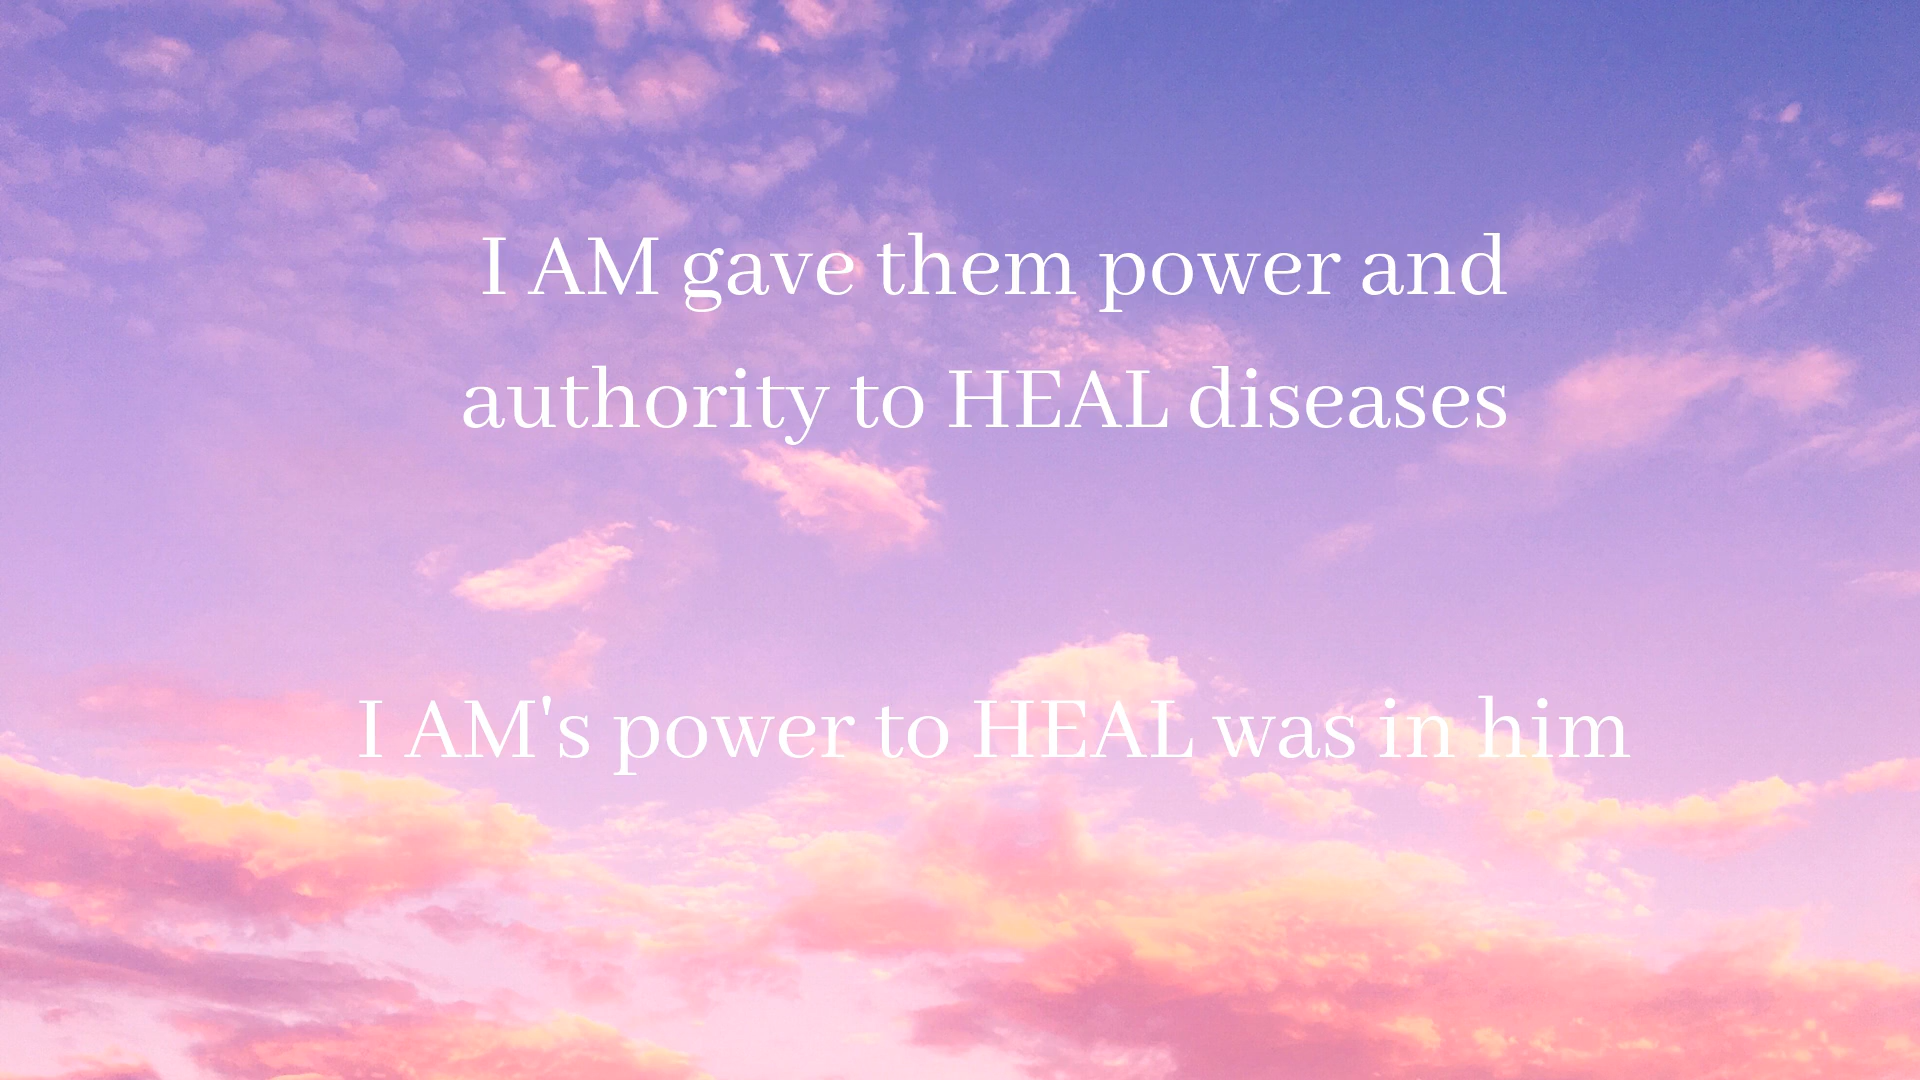 I AM gave them power and
authority to HEAL diseases
I AM's power to HEAL was in him